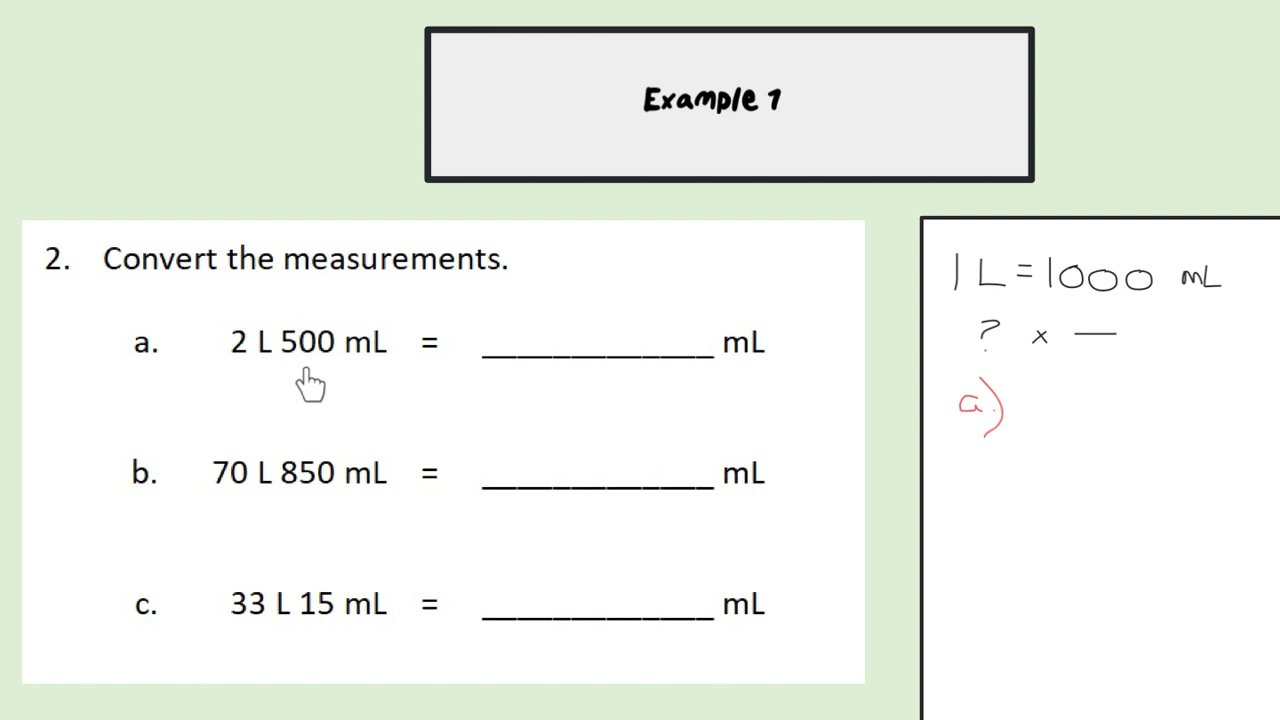 Example 1
2. Convert the measurements.
a. 2 L 500 mL = ____________ mL
b. 70 L 850 mL = ____________ mL
c. 33 L 15 mL = ____________ mL
1 L = 1000 mL
? x —
a.)